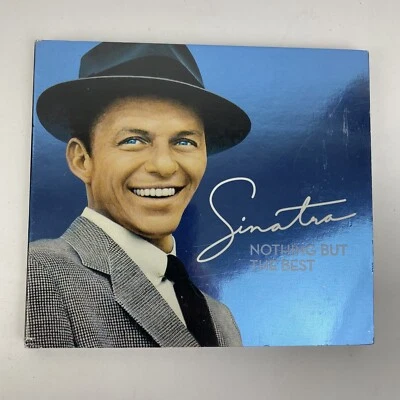 Sinatra
NOTHING BUT
THE BEST